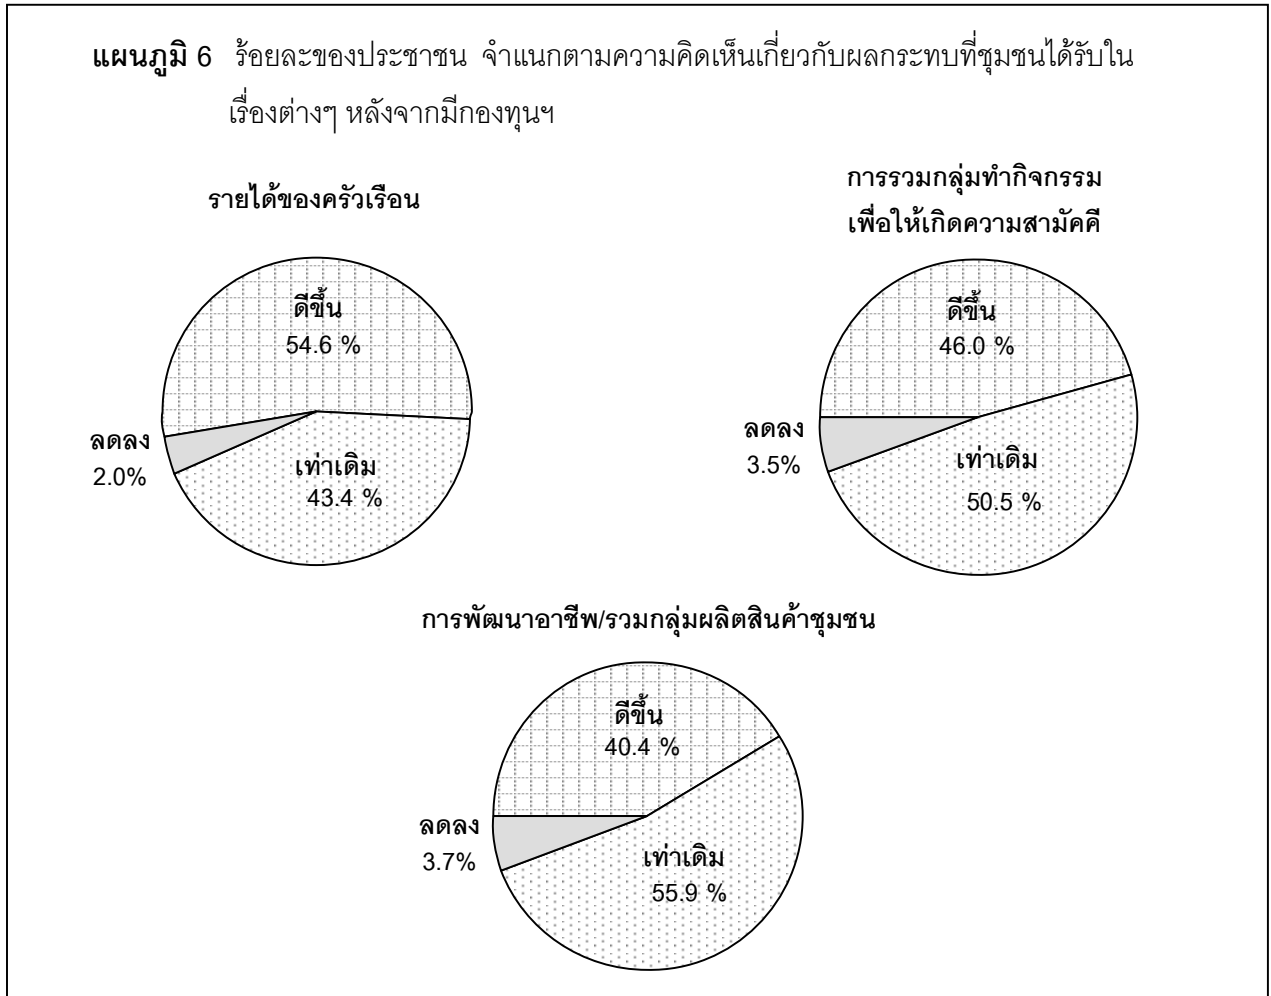 แผนภูมิ 6 ร้อยละของประชาชน จำแนกตามความคิดเห็นเกี่ยวกับผลกระทบที่ชุมชนได้รับใน
เรื่องต่างๆ หลังจากมีกองทุนฯ
รายได้ของครัวเรือน
ดีขึ้น
54.6 %
ลดลง
2.0%
เท่าเดิม
43.4 %
การรวมกลุ่มทำกิจกรรม
เพื่อให้เกิดความสามัคคี
ดีขึ้น
46.0 %
ลดลง
3.5%
เท่าเดิม
50.5 %
การพัฒนาอาชีพ/รวมกลุ่มผลิตสินค้าชุมชน
ดีขึ้น
40.4 %
ลดลง
3.7%
เท่าเดิม
55.9 %